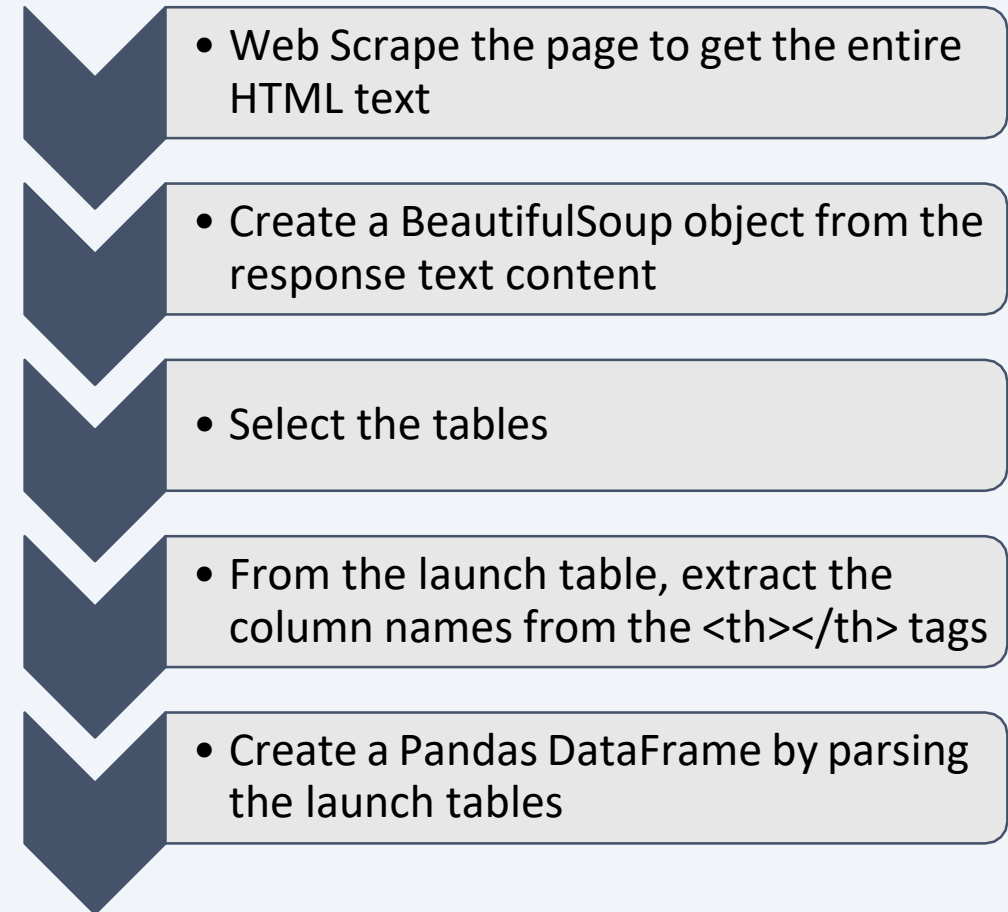 • Web Scrape the page to get the entire
HTML text
• Create a BeautifulSoup object from the
response text content
• Select the tables
• From the launch table, extract the
column names from the <th></th> tags
• Create a Pandas DataFrame by parsing
the launch tables